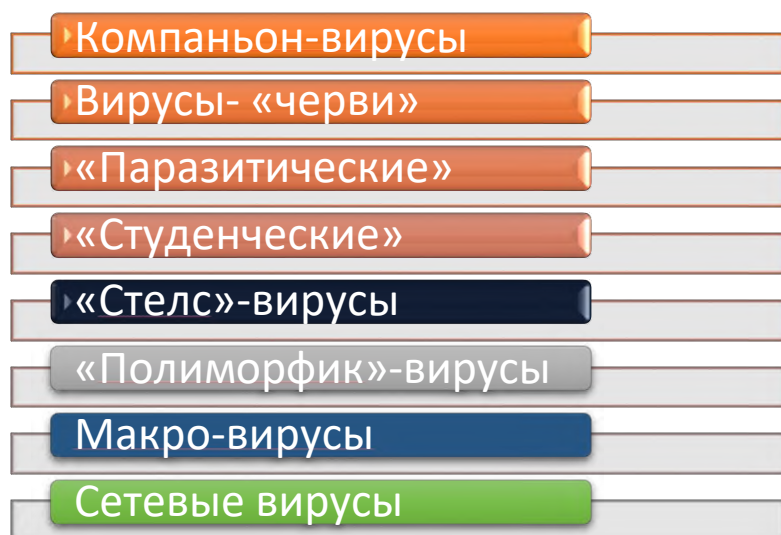 Компаньон-вирусы
Вирусы- «черви»
«Паразитические»
«Студенческие»
«Стелс»-вирусы
«Полиморфик»-вирусы
Макро-вирусы
Сетевые вирусы